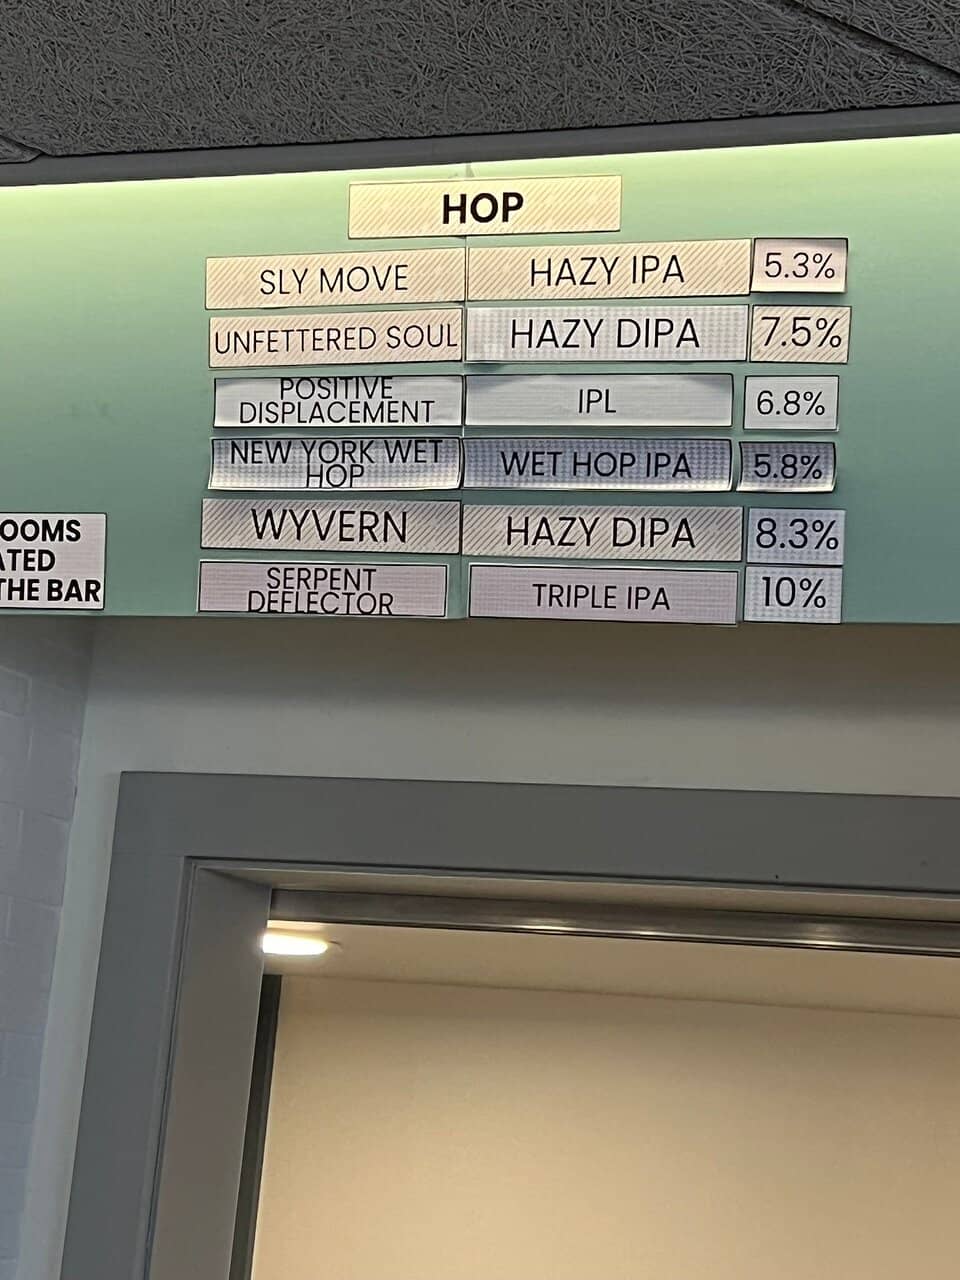 HOP
SLY MOVE HAZY IPA 5.3%
UNFETTERED SOUL HAZY DIPA 7.5%
POSITIVE
DISPLACEMENT IPL 6.8%
NEW YORK WET
HOP WET HOP IPA 5.8%
WYVERN HAZY DIPA 8.3%
SERPENT
DEFLECTOR TRIPLE IPA 10%
OOMS
ATED
THE BAR